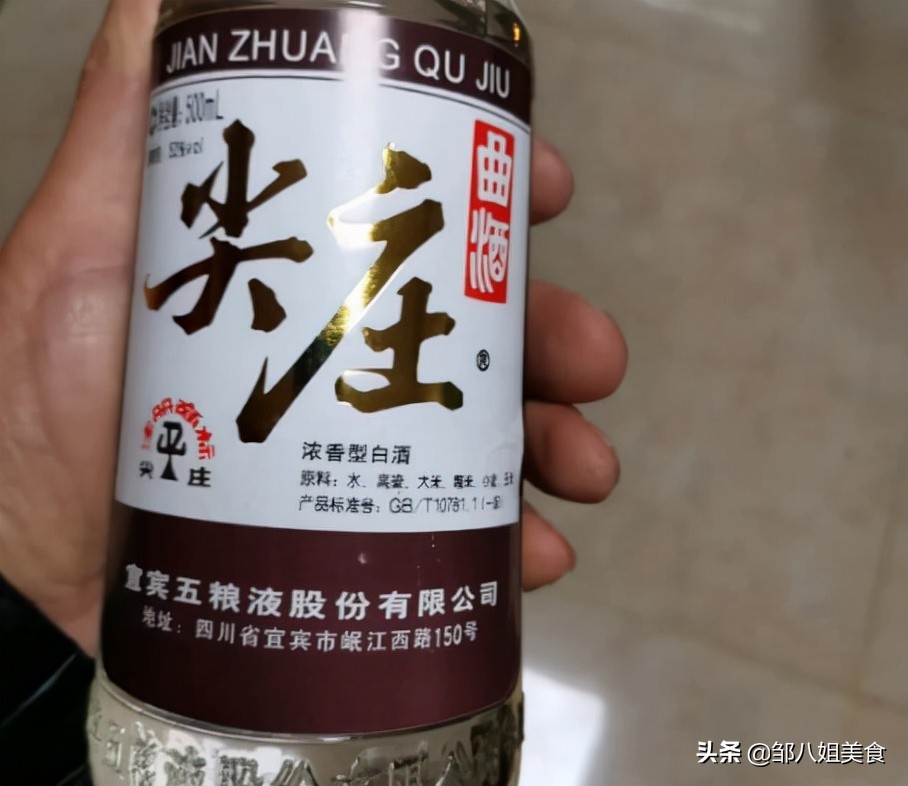 JIAN ZHUANG QU JIU
500mL
尖庄
曲酒
尖 庄
浓香型白酒
原料：水、高粱、大米、糯米、小麦、玉米
产品标准号：GB/T10781.1(一级)
宜宾五粮液股份有限公司
地址：四川省宜宾市岷江西路150号
头条 @邹八姐美食